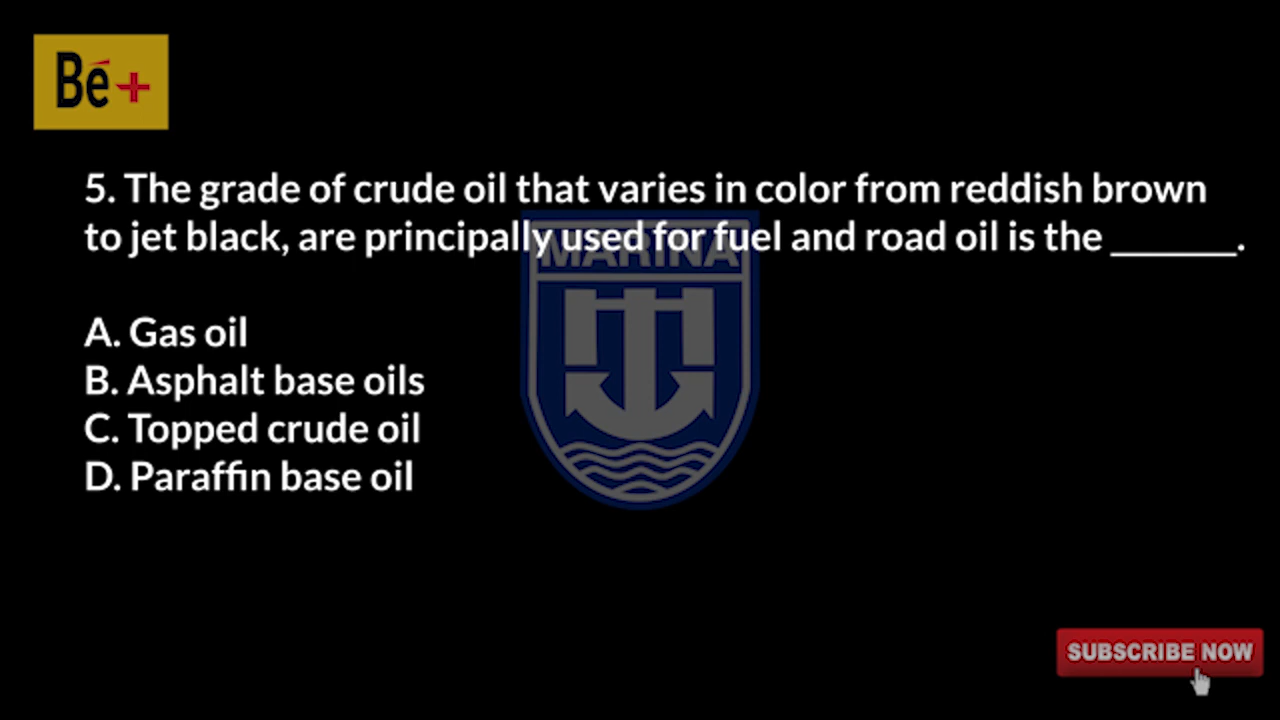 Bé+
5. The grade of crude oil that varies in color from reddish brown
to jet black, are principally used for fuel and road oil is the _______.
MARINA
A. Gas oil
B. Asphalt base oils
C. Topped crude oil
D. Paraffin base oil
SUBSCRIBE NOW